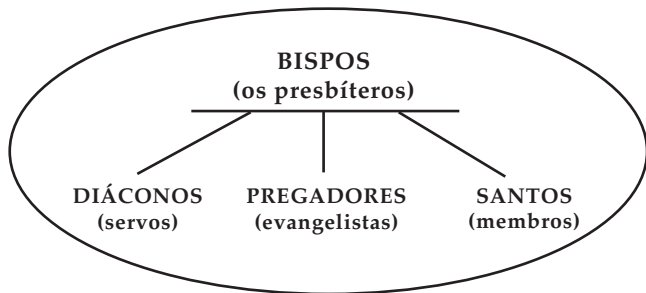 BISPOS
(os presbíteros)
DIÁCONOS
(servos)
PREGADORES
(evangelistas)
SANTOS
(membros)